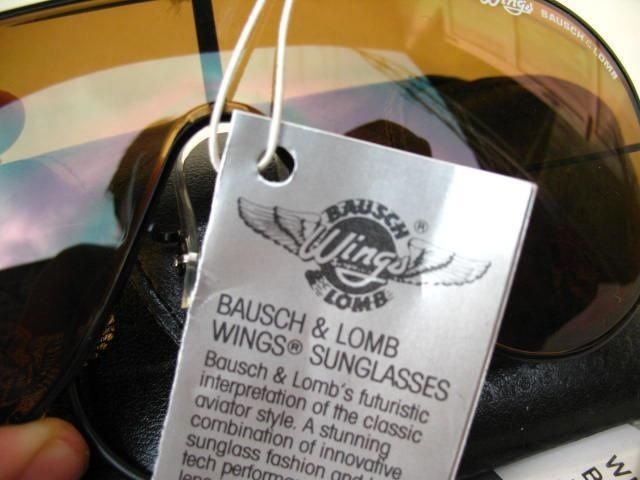 Wings
BAUSCH & LOMB
BAUSCH
Wings
& LOMB
®
BAUSCH & LOMB
WINGS® SUNGLASSES
Bausch & Lomb's futuristic
interpretation of the classic
aviator style. A stunning
combination of innovative
sunglass fashion and
tech
W
B